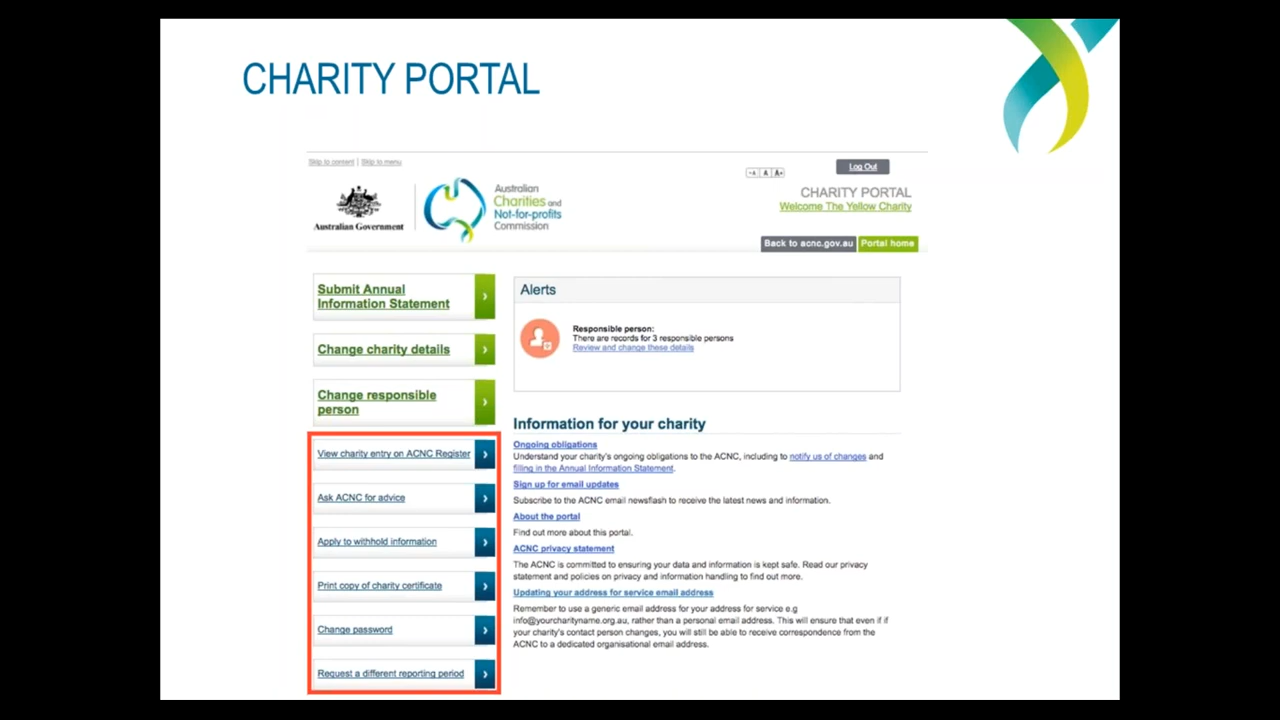 CHARITY PORTAL
Skip to content | Skip to menu
-A A A+
Log Out
Australian Government
Australian
Charities and
Not-for-profits
Commission
CHARITY PORTAL
Welcome The Yellow Charity
Back to acnc.gov.au Portal home
Submit Annual
Information Statement
Change charity details
Change responsible
person
View charity entry on ACNC Register
Ask ACNC for advice
Apply to withhold information
Print copy of charity certificate
Change password
Request a different reporting period
Alerts
Responsible person:
There are records for 3 responsible persons
Review and change these details
Information for your charity
Ongoing obligations
Understand your charity's ongoing obligations to the ACNC, including to notify us of changes and
filling in the Annual Information Statement.
Sign up for email updates
Subscribe to the ACNC email newsflash to receive the latest news and information.
About the portal
Find out more about this portal.
ACNC privacy statement
The ACNC is committed to ensuring your data and information is kept safe. Read our privacy
statement and policies on privacy and information handling to find out more.
Updating your address for service email address
Remember to use a generic email address for your address for service e.g
info@yourcharityname.org.au, rather than a personal email address. This will ensure that even if
your charity's contact person changes, you will still be able to receive correspondence from the
ACNC to a dedicated organisational email address.